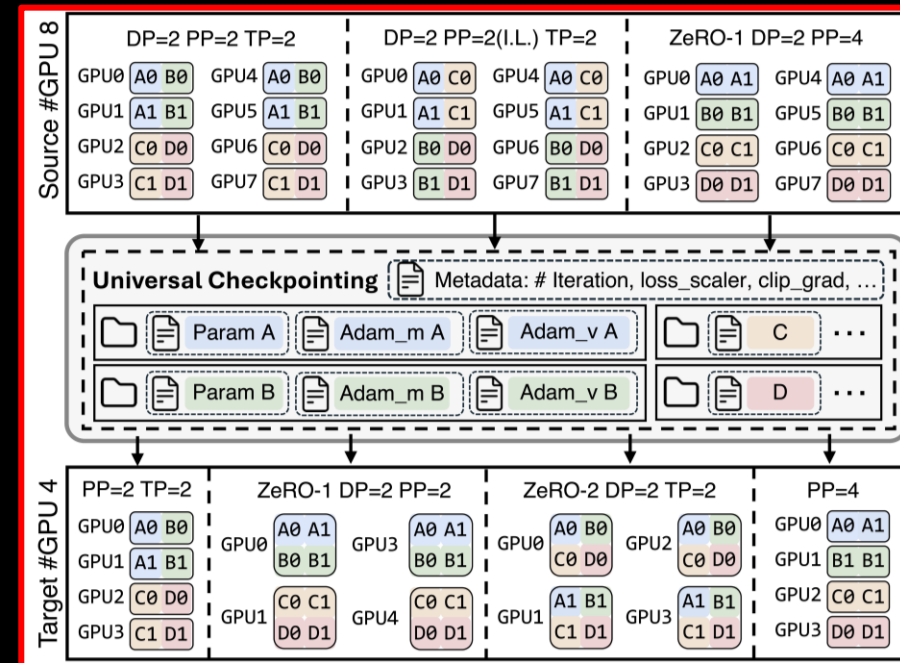 Source #GPU 8
DP=2 PP=2 TP=2
GPU0 A0 B0 GPU4 A0 B0
GPU1 A1 B1 GPU5 A1 B1
GPU2 C0 D0 GPU6 C0 D0
GPU3 C1 D1 GPU7 C1 D1
DP=2 PP=2(I.L.) TP=2
GPU0 A0 C0 GPU4 A0 C0
GPU1 A1 C1 GPU5 A1 C1
GPU2 B0 D0 GPU6 B0 D0
GPU3 B1 D1 GPU7 B1 D1
ZeRO-1 DP=2 PP=4
GPU0 A0 A1 GPU4 A0 A1
GPU1 B0 B1 GPU5 B0 B1
GPU2 C0 C1 GPU6 C0 C1
GPU3 D0 D1 GPU7 D0 D1
Universal Checkpointing
Metadata: # Iteration, loss_scaler, clip_grad, ...
Param A Adam_m A Adam_v A C ...
Param B Adam_m B Adam_v B D ...
Target #GPU 4
PP=2 TP=2
GPU0 A0 B0
GPU1 A1 B1
GPU2 C0 D0
GPU3 C1 D1
ZeRO-1 DP=2 PP=2
GPU0 A0 A1 B0 B1 GPU3 A0 A1 B0 B1
GPU1 C0 C1 D0 D1 GPU4 C0 C1 D0 D1
ZeRO-2 DP=2 TP=2
GPU0 A0 B0 C0 D0 GPU2 A0 B0 C0 D0
GPU1 A1 B1 C1 D1 GPU3 A1 B1 C1 D1
PP=4
GPU0 A0 A1
GPU1 B1 B1
GPU2 C0 C1
GPU3 D0 D1